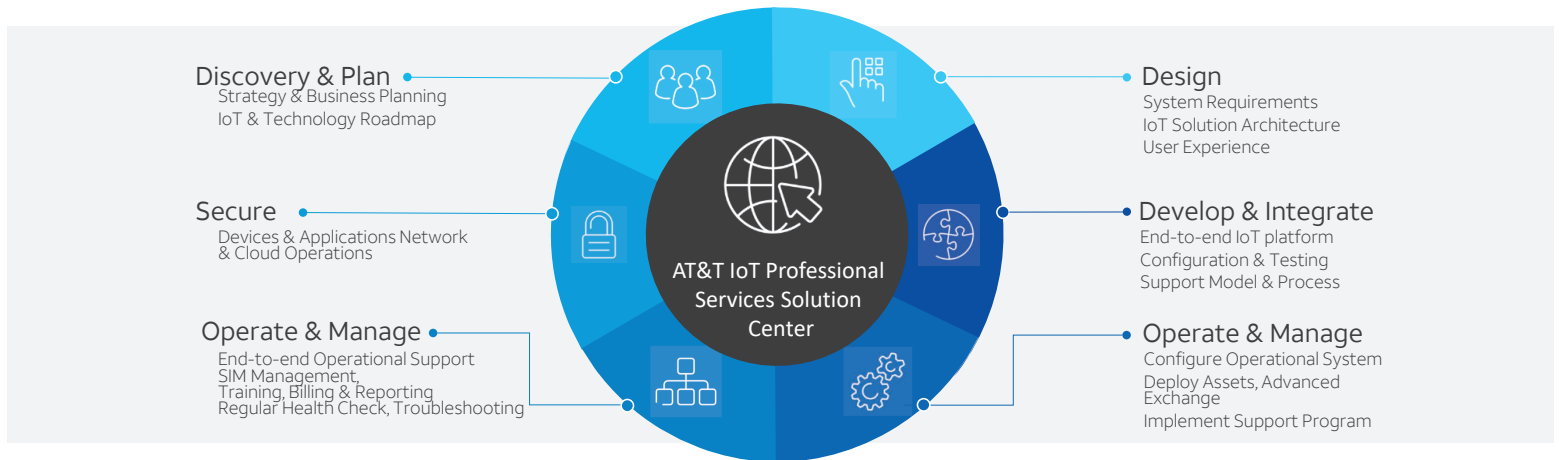 Discovery & Plan
Strategy & Business Planning
IoT & Technology Roadmap
Secure
Devices & Applications Network
& Cloud Operations
Operate & Manage
End-to-end Operational Support
SIM Management,
Training, Billing & Reporting
Regular Health Check, Troubleshooting
AT&T IoT Professional
Services Solution
Center
Design
System Requirements
IoT Solution Architecture
User Experience
Develop & Integrate
End-to-end IoT platform
Configuration & Testing
Support Model & Process
Operate & Manage
Configure Operational System
Deploy Assets, Advanced
Exchange
Implement Support Program